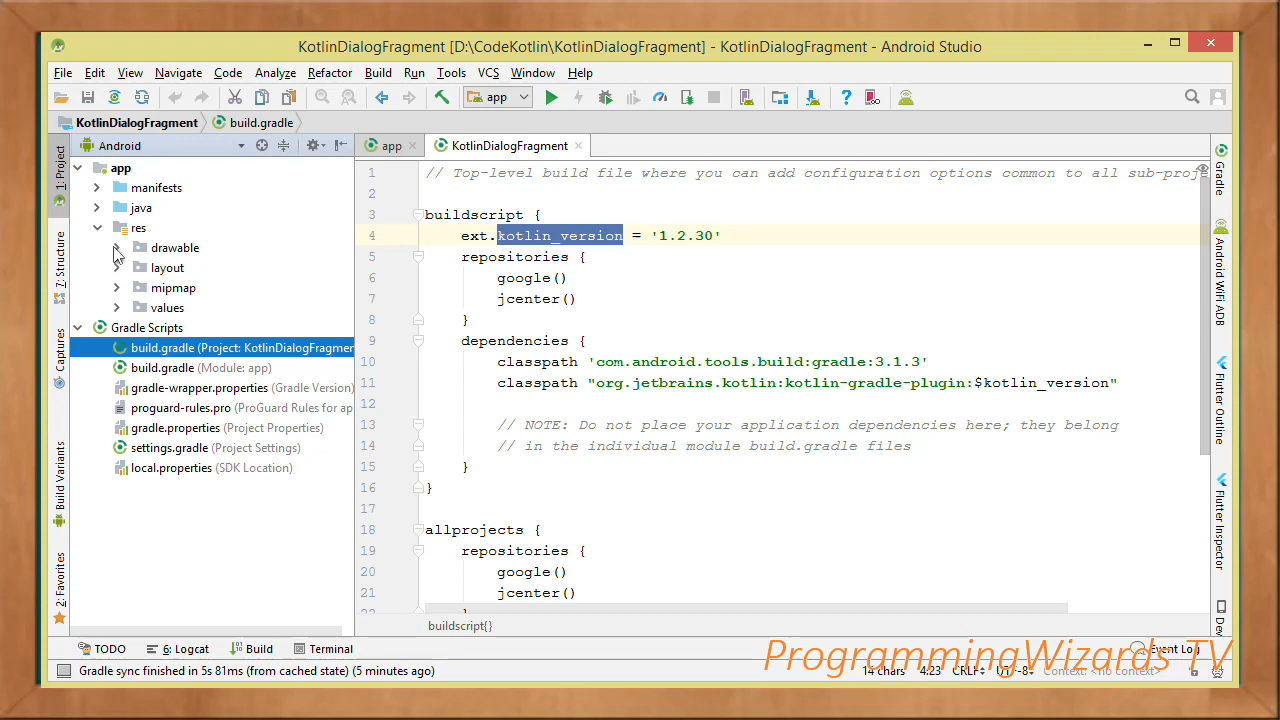 KotlinDialogFragment [D:\CodeKotlin\KotlinDialogFragment] - KotlinDialogFragment - Android Studio
File Edit View Navigate Code Analyze Refactor Build Run Tools VCS Window Help
app
KotlinDialogFragment build.gradle
1: Project
7: Structure
Captures
Build Variants
2: Favorites
Android
app
manifests
java
res
drawable
layout
mipmap
values
Gradle Scripts
build.gradle (Project: KotlinDialogFragmen
build.gradle (Module: app)
gradle-wrapper.properties (Gradle Version)
proguard-rules.pro (ProGuard Rules for ap
gradle.properties (Project Properties)
settings.gradle (Project Settings)
local.properties (SDK Location)
app KotlinDialogFragment
1 // Top-level build file where you can add configuration options common to all sub-proje
2
3 buildscript {
4 ext.kotlin_version = '1.2.30'
5 repositories {
6 google()
7 jcenter()
8 }
9 dependencies {
10 classpath 'com.android.tools.build:gradle:3.1.3'
11 classpath "org.jetbrains.kotlin:kotlin-gradle-plugin:$kotlin_version"
12
13 // NOTE: Do not place your application dependencies here; they belong
14 // in the individual module build.gradle files
15 }
16 }
17
18 allprojects {
19 repositories {
20 google()
21 jcenter()
22 }
buildscript{}
Gradle
Android WiFi ADB
Flutter Outline
Flutter Inspector
Dev
TODO 6: Logcat Build Terminal Event Log
ProgrammingWizards TV
Gradle sync finished in 5s 81ms (from cached state) (5 minutes ago) 14 chars 4:23 CRLF UTF-8 Context: <no context>